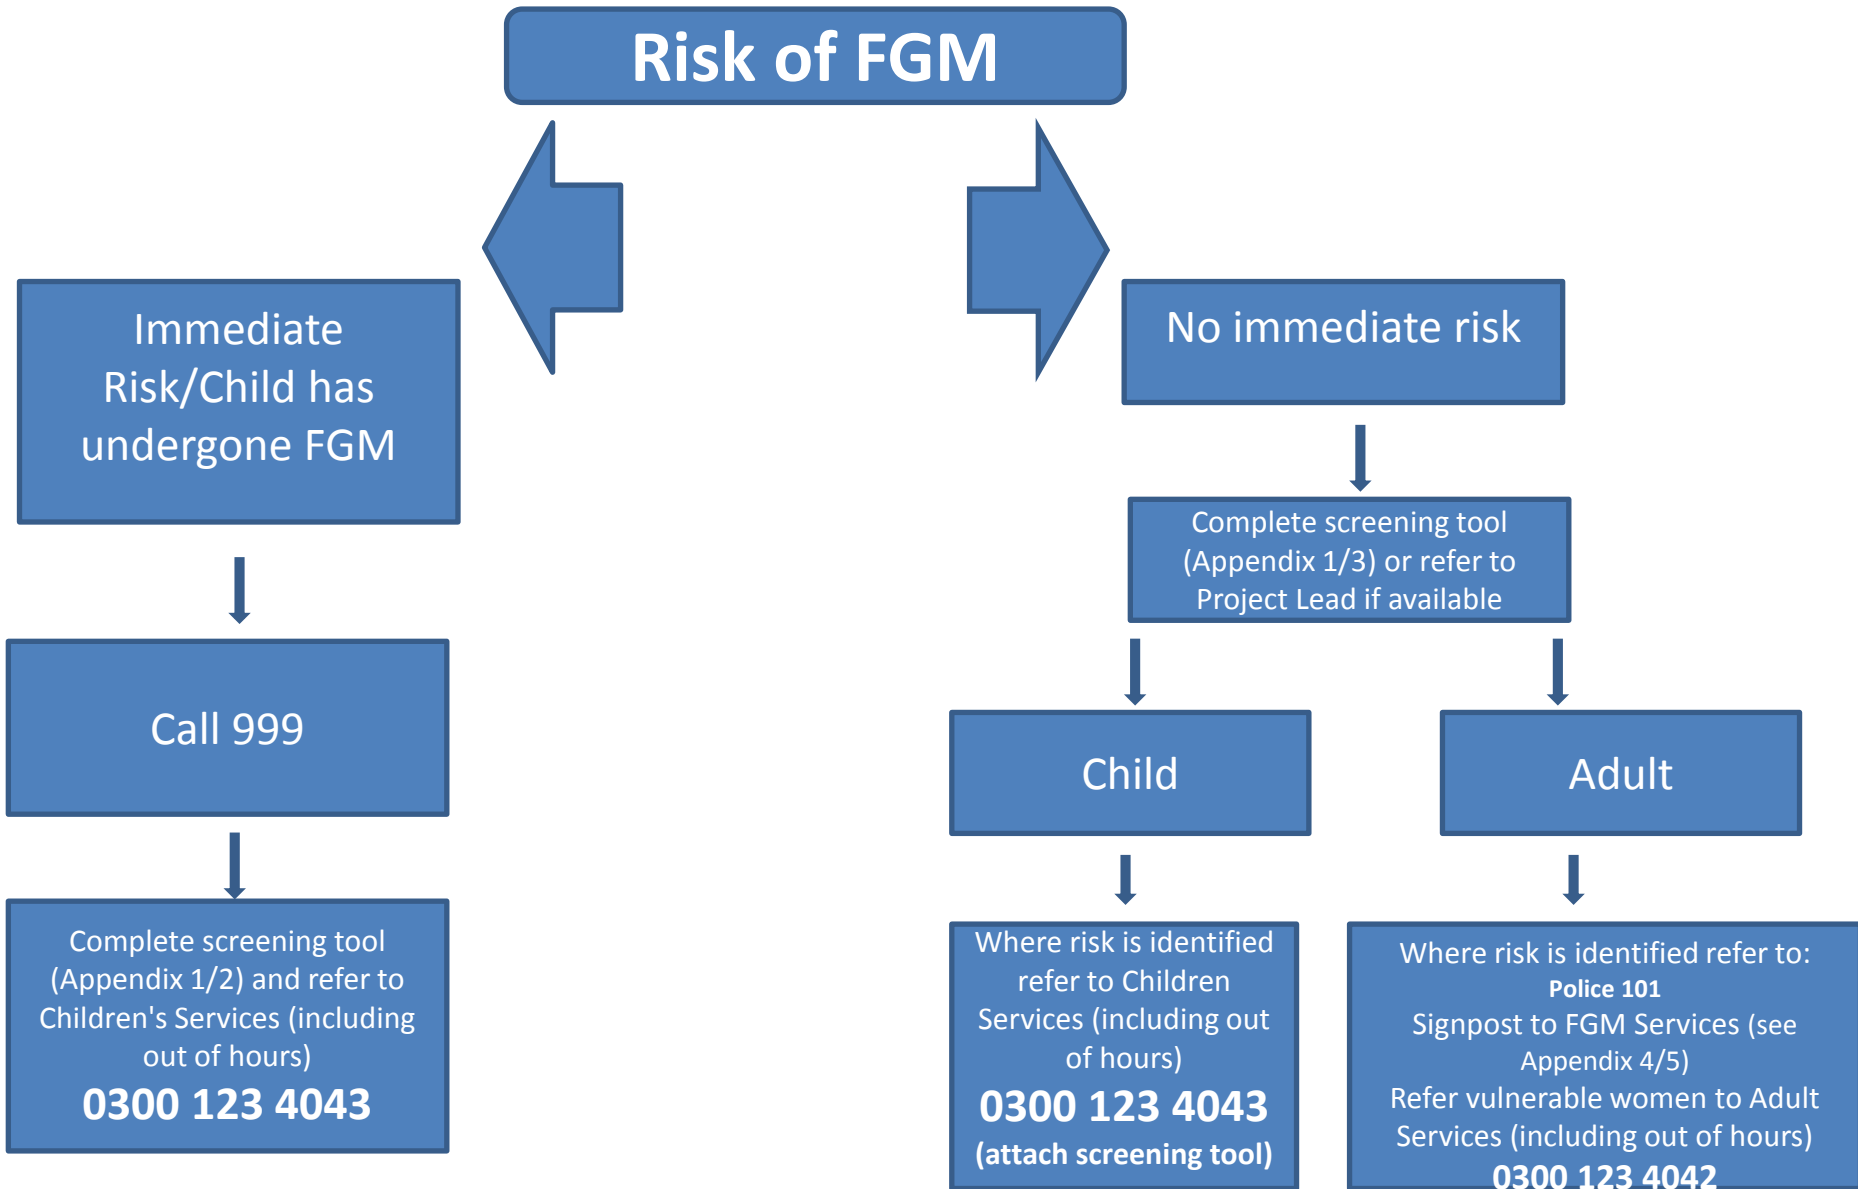 Risk of FGM
Immediate
Risk/Child has
undergone FGM
Call 999
Complete screening tool
(Appendix 1/2) and refer to
Children's Services (including
out of hours)
0300 123 4043
No immediate risk
Complete screening tool
(Appendix 1/3) or refer to
Project Lead if available
Child
Where risk is identified
refer to Children
Services (including out
of hours)
0300 123 4043
(attach screening tool)
Adult
Where risk is identified refer to:
Police 101
Signpost to FGM Services (see
Appendix 4/5)
Refer vulnerable women to Adult
Services (including out of hours)
0300 123 4042